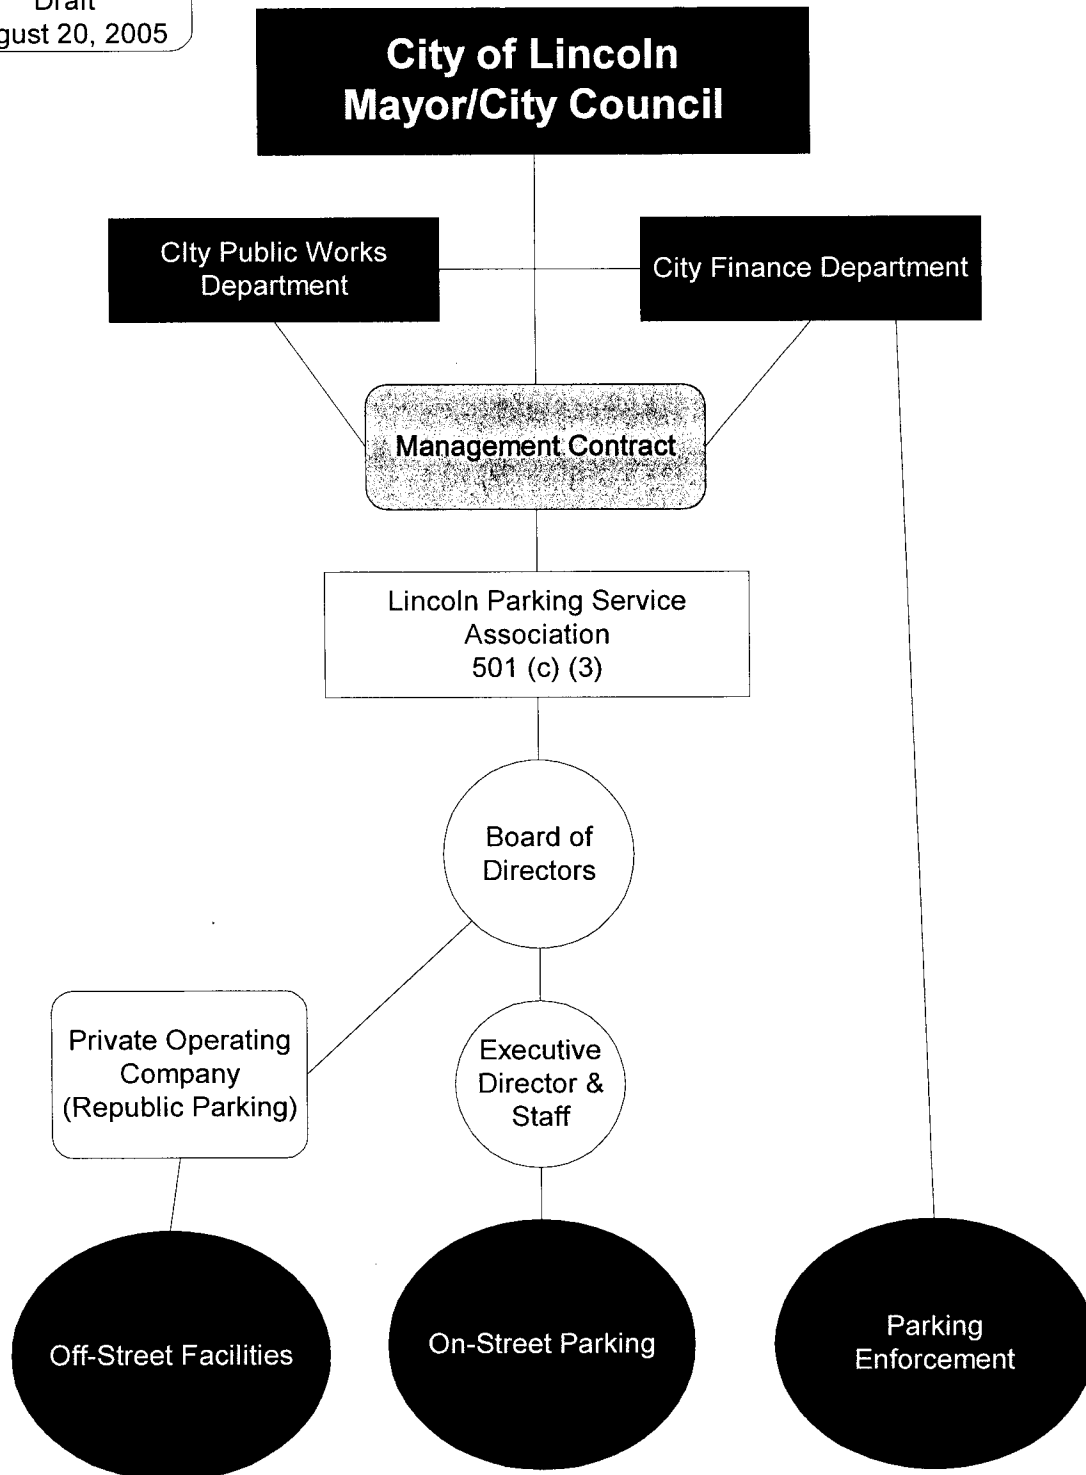 Draft
gust 20, 2005
City of Lincoln
Mayor/City Council
CIty Public Works
Department
City Finance Department
Management Contract
Lincoln Parking Service
Association
501 (c) (3)
Board of
Directors
Private Operating
Company
(Republic Parking)
Executive
Director &
Staff
Off-Street Facilities
On-Street Parking
Parking
Enforcement